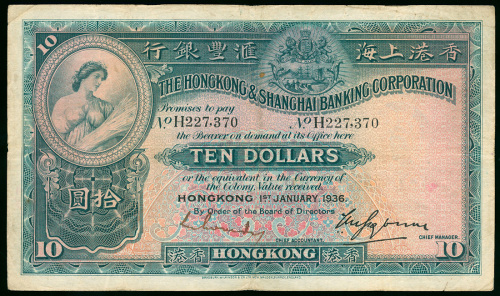 10
行銀豐滙 海上港香
THE HONGKONG & SHANGHAI BANKING CORPORATION
Promises to pay
No H227,370 No H227,370
the Bearer on demand at its Office here
TEN DOLLARS
or the equivalent in the Currency of
the Colony, Value received.
HONGKONG 1ST JANUARY, 1936.
By Order of the Board of Directors
圓拾
CHIEF ACCOUNTANT.
CHIEF MANAGER.
10 港香 HONGKONG 港香 10